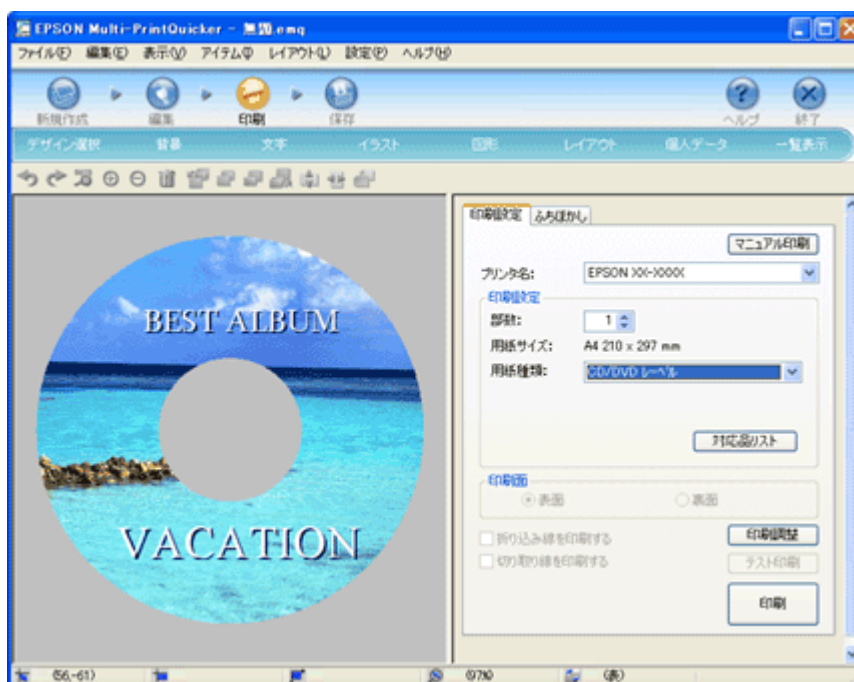 EPSON Multi-PrintQuicker - 無題.emq
ファイル(F) 編集(E) 表示(V) アイテム(I) レイアウト(L) 設定(P) ヘルプ(H)
新規作成 編集 印刷 保存 ヘルプ 終了
デザイン選択 背景 文字 イラスト 図形 レイアウト 個人データ 一覧表示
BEST ALBUM
VACATION
印刷設定 ふちぼかし
マニュアル印刷
プリンタ名: EPSON XX-XXXX
印刷設定
部数: 1
用紙サイズ: A4 210 x 297 mm
用紙種類: CD/DVD レーベル
対応品リスト
印刷面
表面 裏面
折り込み線を印刷する 印刷調整
切り取り線を印刷する テスト印刷
印刷
(56,-61) (97%) (表)